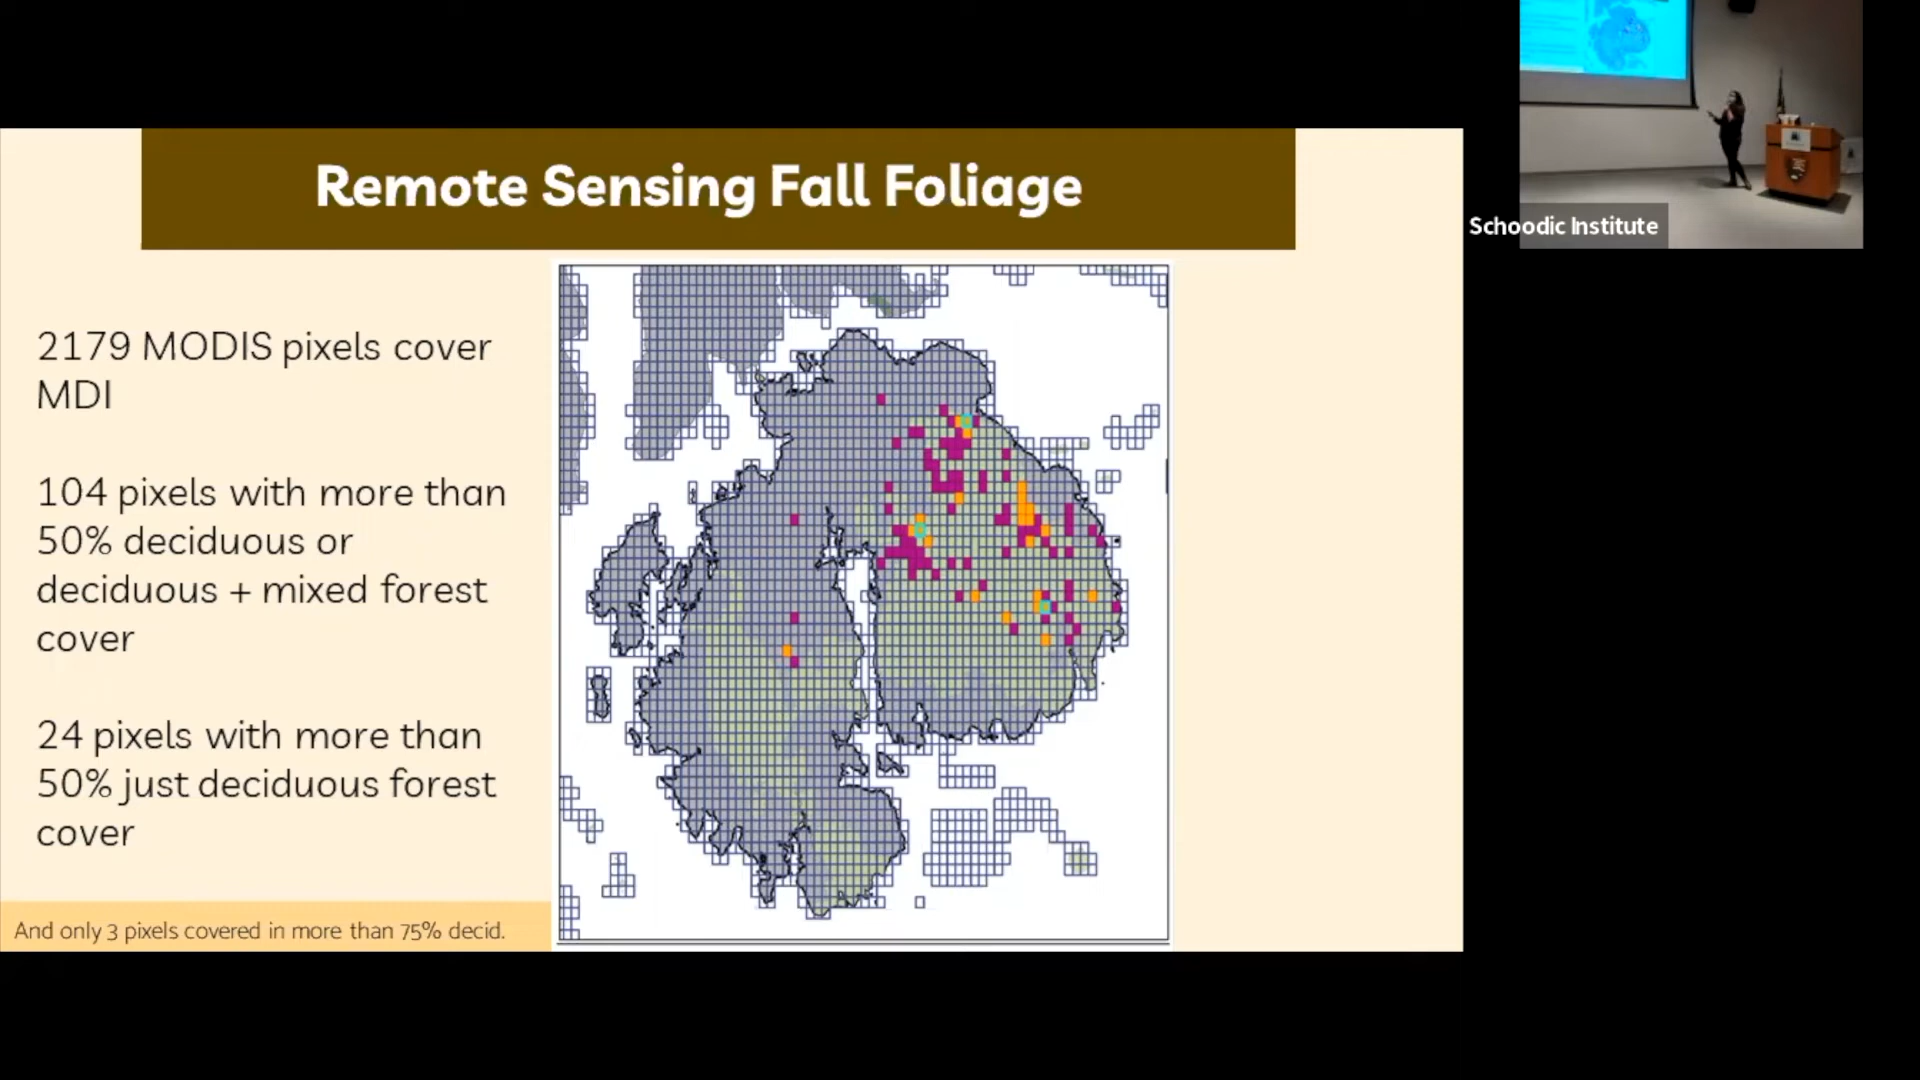 Remote Sensing Fall Foliage
2179 MODIS pixels cover
MDI
104 pixels with more than
50% deciduous or
deciduous + mixed forest
cover
24 pixels with more than
50% just deciduous forest
cover
And only 3 pixels covered in more than 75% decid.
Schoodic Institute